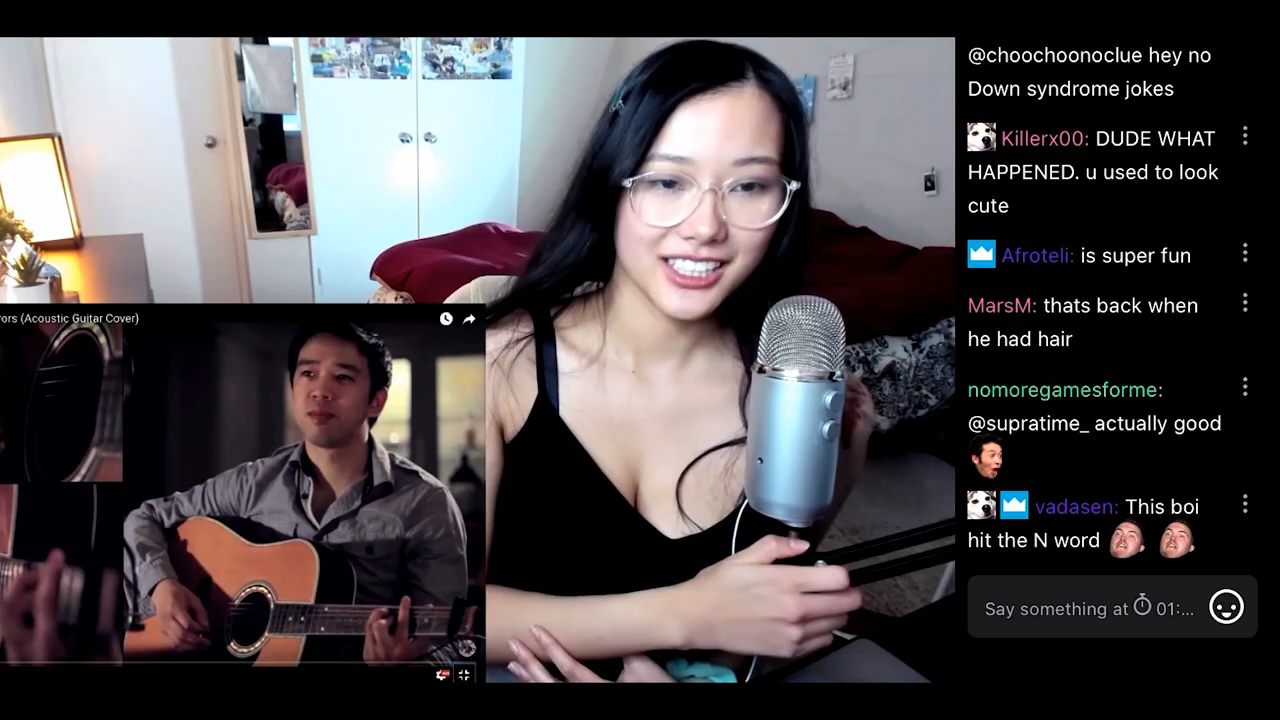 @choochoonoclue hey no
Down syndrome jokes
Killerx00: DUDE WHAT
HAPPENED. u used to look
cute
Afroteli: is super fun
MarsM: thats back when
he had hair
nomoregamesforme:
@supratime_ actually good
vadasen: This boi
hit the N word
Say something at 01:...
rors (Acoustic Guitar Cover)